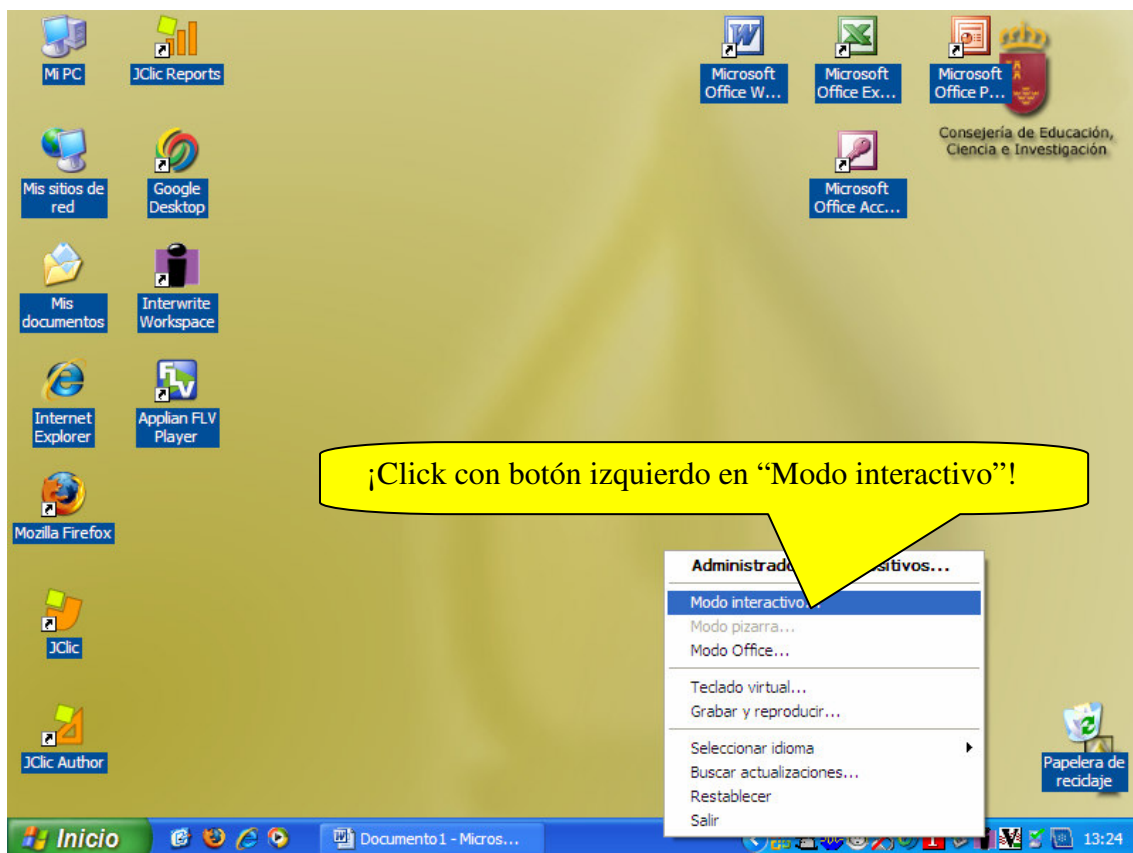 Mi PC
JClic Reports
Microsoft
Office W...
Microsoft
Office Ex...
Microsoft
Office P...
Consejería de Educación,
Ciencia e Investigación
Mis sitios de
red
Google
Desktop
Microsoft
Office Acc...
Mis
documentos
Interwrite
Workspace
Internet
Explorer
Applian FLV
Player
¡Click con botón izquierdo en “Modo interactivo”!
Mozilla Firefox
JClic
JClic Author
Modo interactivo...
Modo pizarra...
Modo Office...
Teclado virtual...
Grabar y reproducir...
Seleccionar idioma
Buscar actualizaciones...
Restablecer
Salir
Papelera de
reciclaje
Inicio
Documento1 - Micros...
13:24